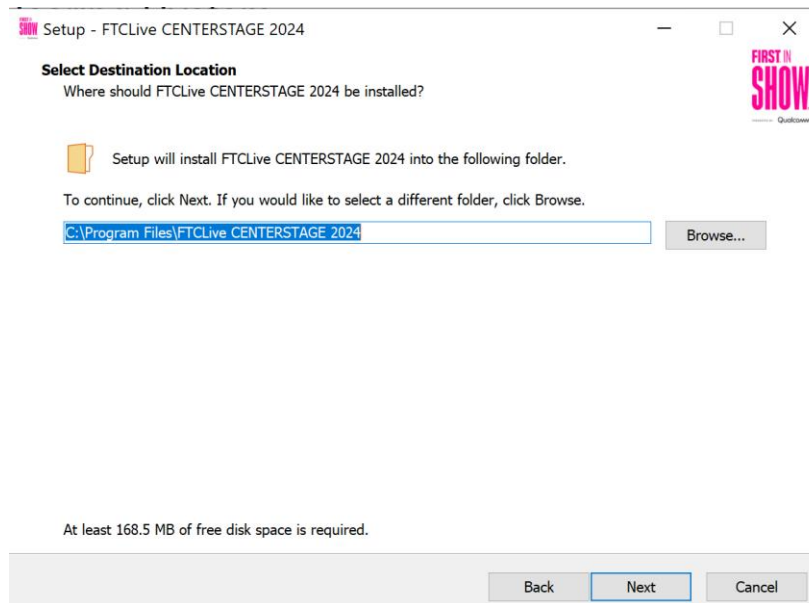 Setup - FTCLive CENTERSTAGE 2024
Select Destination Location
Where should FTCLive CENTERSTAGE 2024 be installed?
FIRST IN
SHOW
Qualcomm
Setup will install FTCLive CENTERSTAGE 2024 into the following folder.
To continue, click Next. If you would like to select a different folder, click Browse.
C:\Program Files\FTCLive CENTERSTAGE 2024
Browse...
At least 168.5 MB of free disk space is required.
Back
Next
Cancel